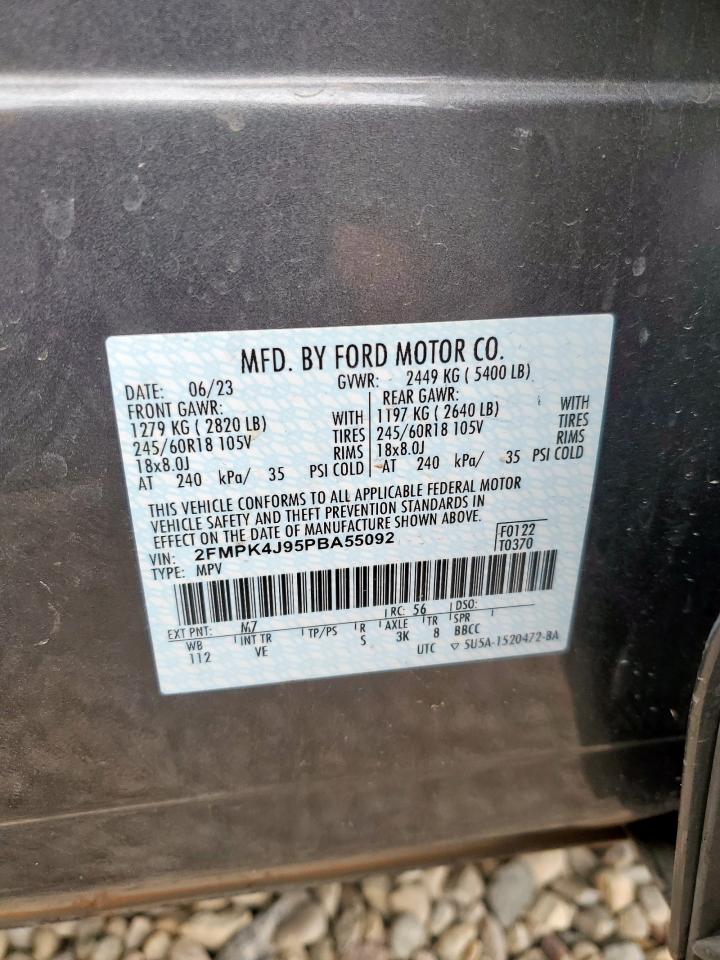 MFD. BY FORD MOTOR CO.
DATE: 06/23 GVWR: 2449 KG ( 5400 LB)
FRONT GAWR: REAR GAWR:
1279 KG ( 2820 LB) WITH 1197 KG ( 2640 LB) WITH
245/60R18 105V TIRES 245/60R18 105V TIRES
18x8.0J RIMS 18x8.0J RIMS
AT 240 kPa/ 35 PSI COLD AT 240 kPa/ 35 PSI COLD
THIS VEHICLE CONFORMS TO ALL APPLICABLE FEDERAL MOTOR
VEHICLE SAFETY AND THEFT PREVENTION STANDARDS IN
EFFECT ON THE DATE OF MANUFACTURE SHOWN ABOVE.
VIN: 2FMPK4J95PBA55092 F0122
TYPE: MPV T0370
EXT PNT: M7 RC: 56 DSO:
WB INT TR TP/PS R AXLE TR SPR
112 VE S 3K 8 BBCC
UTC ▽ 5U5A-1520472-BA